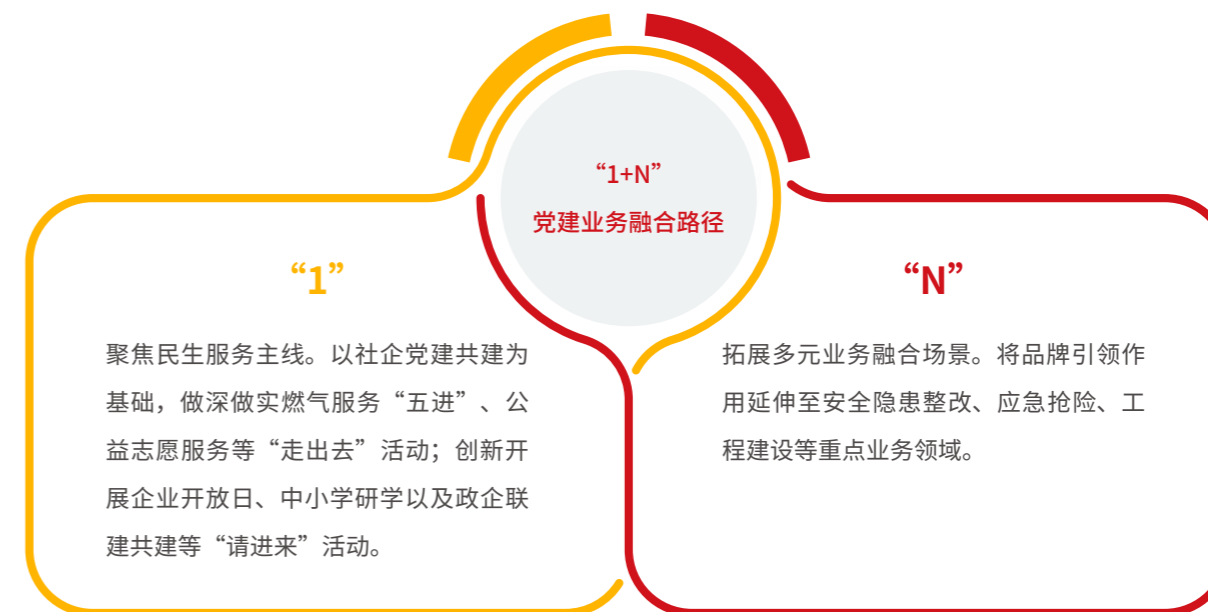 “1+N”
党建业务融合路径
“1”
聚焦民生服务主线。以社企党建共建为
基础，做深做实燃气服务“五进”、公
益志愿服务等“走出去”活动；创新开
展企业开放日、中小学研学以及政企联
建共建等“请进来”活动。
“N”
拓展多元业务融合场景。将品牌引领作
用延伸至安全隐患整改、应急抢险、工
程建设等重点业务领域。